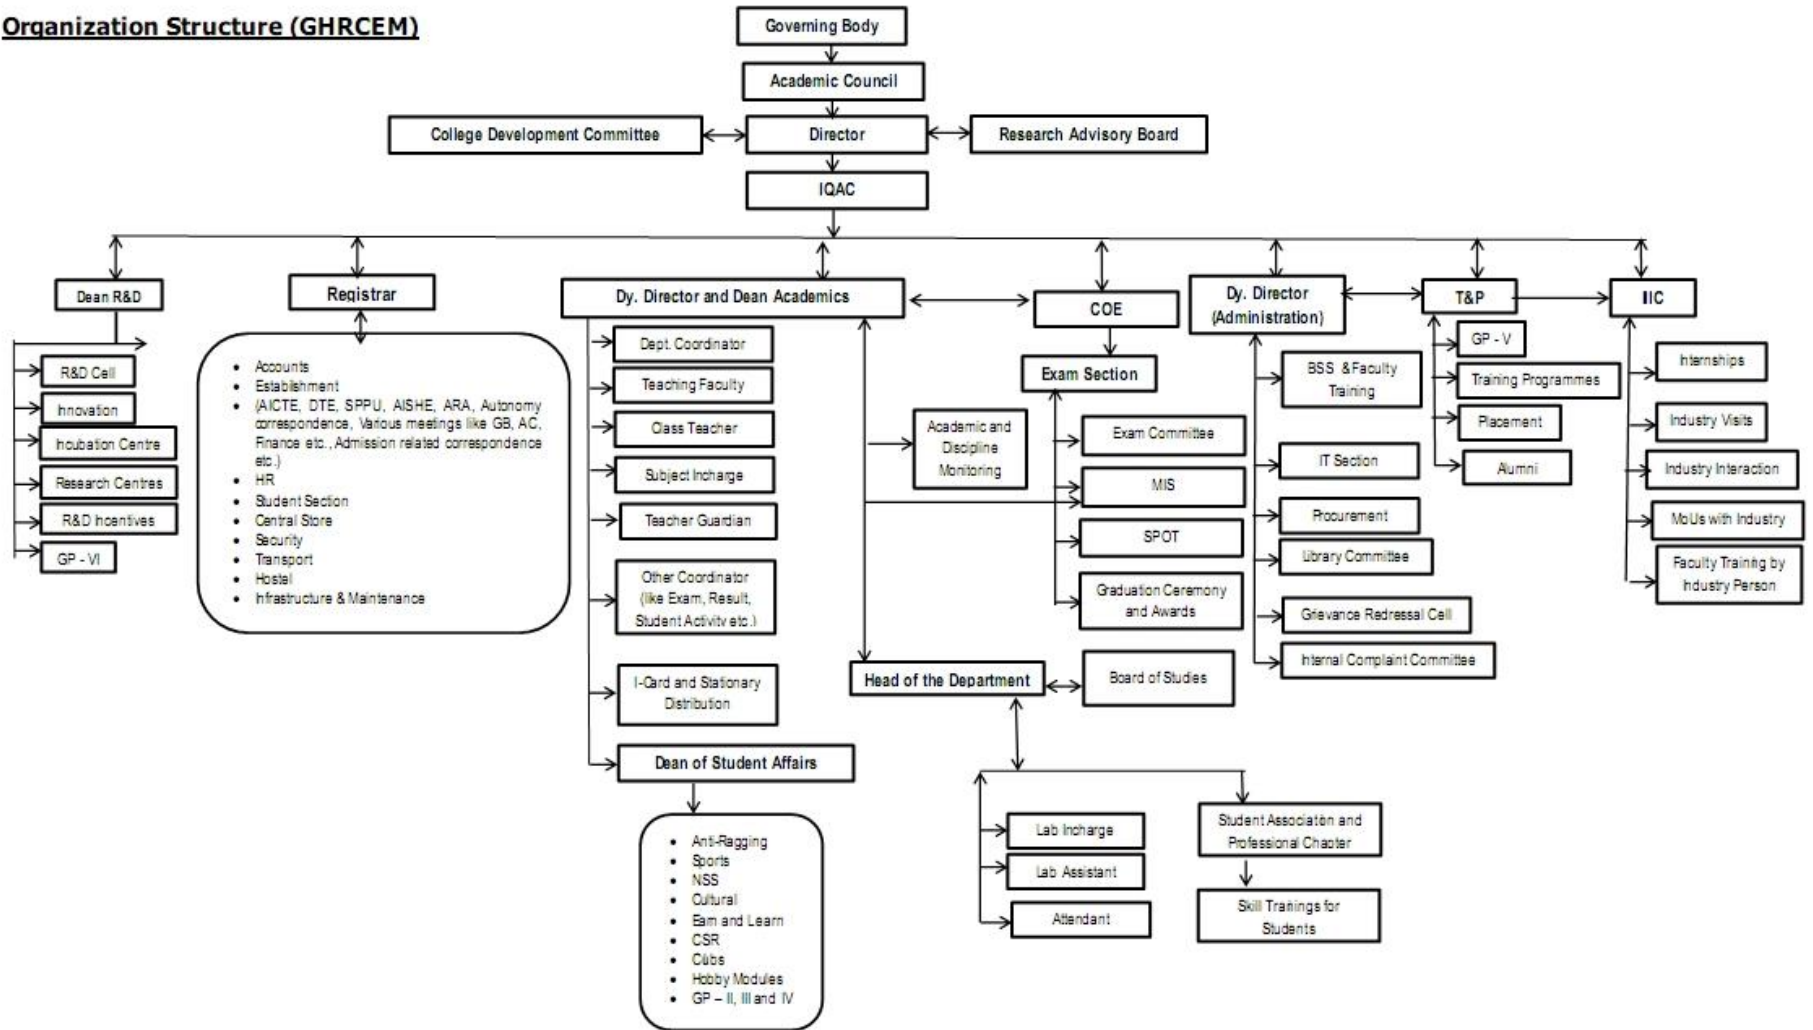 Organization Structure (GHRCEM)
Governing Body
Academic Council
College Development Committee
Director
Research Advisory Board
IQAC
Dean R&D
R&D Cell
Innovation
Incubation Centre
Research Centres
R&D Incentives
GP - VI
Registrar
• Accounts
• Establishment
• (AICTE, DTE, SPPU, AISHE, ARA, Autonomy
correspondence, Various meetings like GB, AC,
Finance etc., Admission related correspondence
etc.)
• HR
• Student Section
• Central Store
• Security
• Transport
• Hostel
• Infrastructure & Maintenance
Dy. Director and Dean Academics
Dept. Coordinator
Teaching Faculty
Class Teacher
Subject Incharge
Teacher Guardian
Other Coordinator
(like Exam, Result,
Student Activity etc.)
I-Card and Stationary
Distribution
Dean of Student Affairs
• Anti-Ragging
• Sports
• NSS
• Cultural
• Earn and Learn
• CSR
• Clubs
• Hobby Modules
• GP – II, III and IV
Academic and
Discipline
Monitoring
Head of the Department
Board of Studies
Lab Incharge
Lab Assistant
Attendant
Student Association and
Professional Chapter
Skill Trainings for
Students
COE
Exam Section
Exam Committee
MIS
SPOT
Graduation Ceremony
and Awards
Dy. Director
(Administration)
BSS & Faculty
Training
IT Section
Procurement
Library Committee
Grievance Redressal Cell
Internal Complaint Committee
T&P
GP - V
Training Programmes
Placement
Alumni
IIC
Internships
Industry Visits
Industry Interaction
MoUs with Industry
Faculty Training by
Industry Person